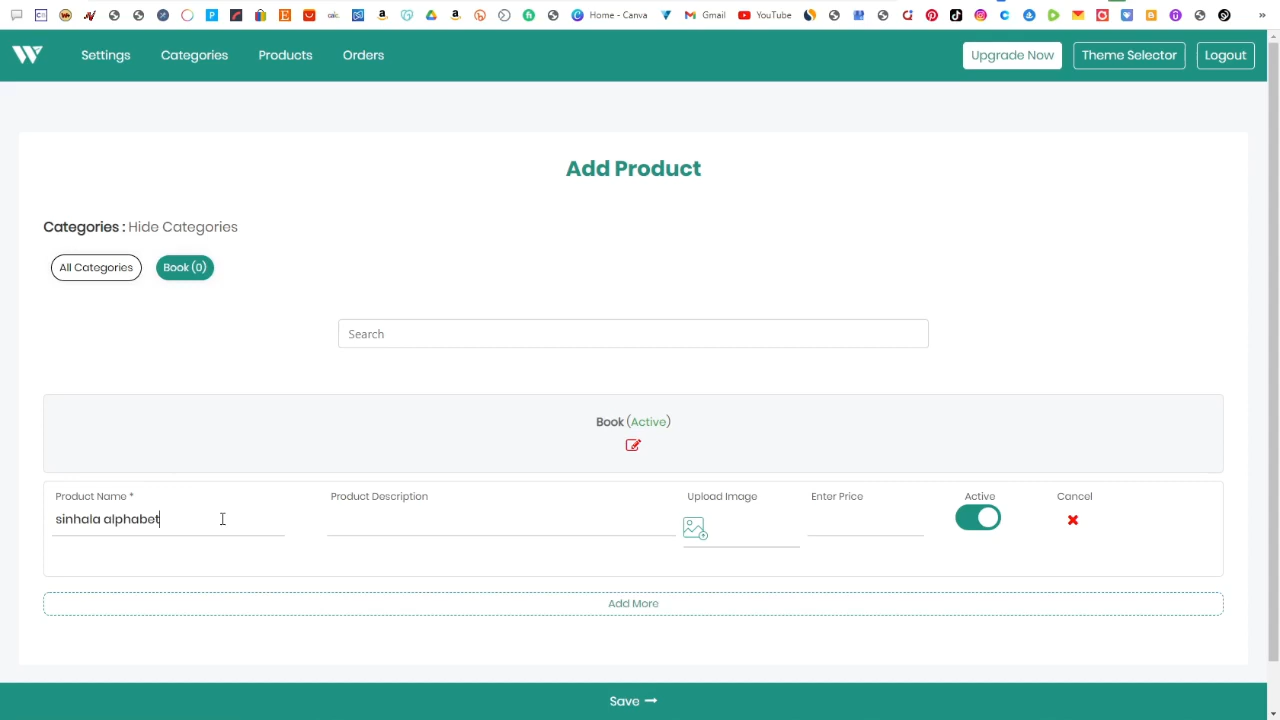 Home - Canva
Gmail
YouTube
Settings
Categories
Products
Orders
Upgrade Now
Theme Selector
Logout
Add Product
Categories : Hide Categories
All Categories
Book (0)
Search
Book (Active)
Product Name *
Product Description
Upload Image
Enter Price
Active
Cancel
sinhala alphabet
Add More
Save